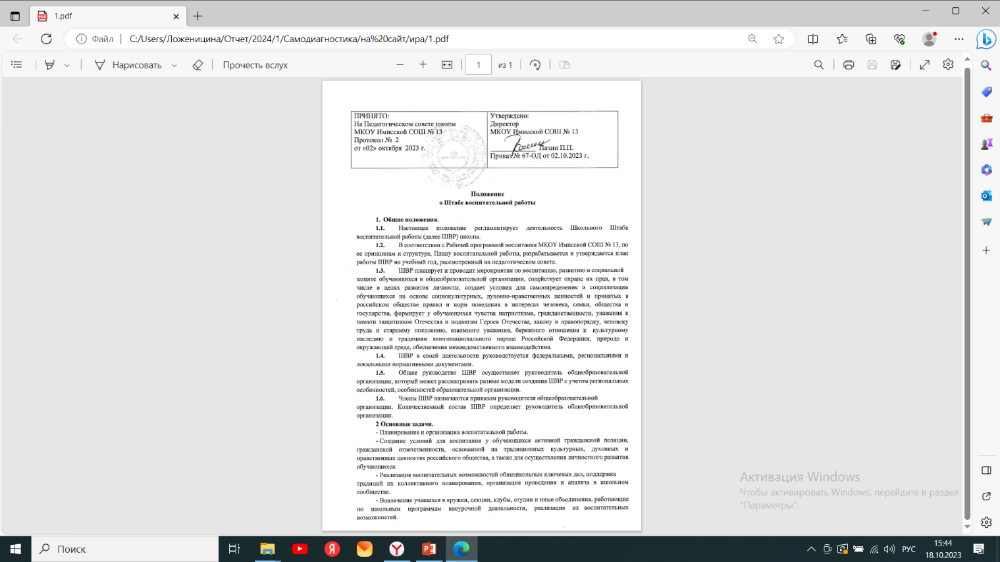 1.pdf
Файл
C:/Users/Ложеницина/Отчет/2024/1/Самодиагностика/на%20сайт/ира/1.pdf
Нарисовать
Прочесть вслух
1
из 1
ПРИНЯТО:
На Педагогическом совете школы
МКОУ Имисской СОШ № 13
Протокол № 2
от «02» октября 2023 г.
Утверждено:
Директор
МКОУ Имисской СОШ № 13
Пачин П.П.
Приказ № 67-ОД от 02.10.2023 г.
Положение
о Штабе воспитательной работы
1. Общие положения.
1.1. Настоящее положение регламентирует деятельность Школьного Штаба
воспитательной работы (далее ШВР) школы.
1.2. В соответствии с Рабочей программой воспитания МКОУ Имисской СОШ № 13, по
ее принципам и структуре, Плану воспитательной работы, разрабатывается и утверждается план
работы ШВР на учебный год, рассмотренный на педагогическом совете.
1.3. ШВР планирует и проводит мероприятия по воспитанию, развитию и социальной
защите обучающихся в общеобразовательной организации, содействует охране их прав, в том
числе в целях развития личности, создает условия для самоопределения и социализации
обучающихся на основе социокультурных, духовно-нравственных ценностей и принятых в
российском обществе правил и норм поведения в интересах человека, семьи, общества и
государства, формирует у обучающихся чувства патриотизма, гражданственности, уважения к
памяти защитников Отечества и подвигам Героев Отечества, закону и правопорядку, человеку
труда и старшему поколению, взаимного уважения, бережного отношения к культурному
наследию и традициям многонационального народа Российской Федерации, природе и
окружающей среде, обеспечения межведомственного взаимодействия.
1.4. ШВР в своей деятельности руководствуется федеральными, региональными и
локальными нормативными документами.
1.5. Общее руководство ШВР осуществляет руководитель общеобразовательной
организации, который может рассматривать разные модели создания ШВР с учетом региональных
особенностей, особенностей образовательной организации.
1.6. Члены ШВР назначаются приказом руководителя общеобразовательной
организации. Количественный состав ШВР определяет руководитель общеобразовательной
организации.
2 Основные задачи.
- Планирование и организация воспитательной работы.
- Создание условий для воспитания у обучающихся активной гражданской позиции,
гражданской ответственности, основанной на традиционных культурных, духовных и
нравственных ценностях российского общества, а также для осуществления личностного развития
обучающихся.
- Реализация воспитательных возможностей общешкольных ключевых дел, поддержка
традиций их коллективного планирования, организация проведения и анализа в школьном
сообществе.
- Вовлечение учащихся в кружки, секции, клубы, студии и иные объединения, работающие
по школьным программам внеурочной деятельности, реализация их воспитательных
возможностей.
Активация Windows
Чтобы активировать Windows, перейдите в раздел
"Параметры".
Поиск
РУС
15:44
18.10.2023